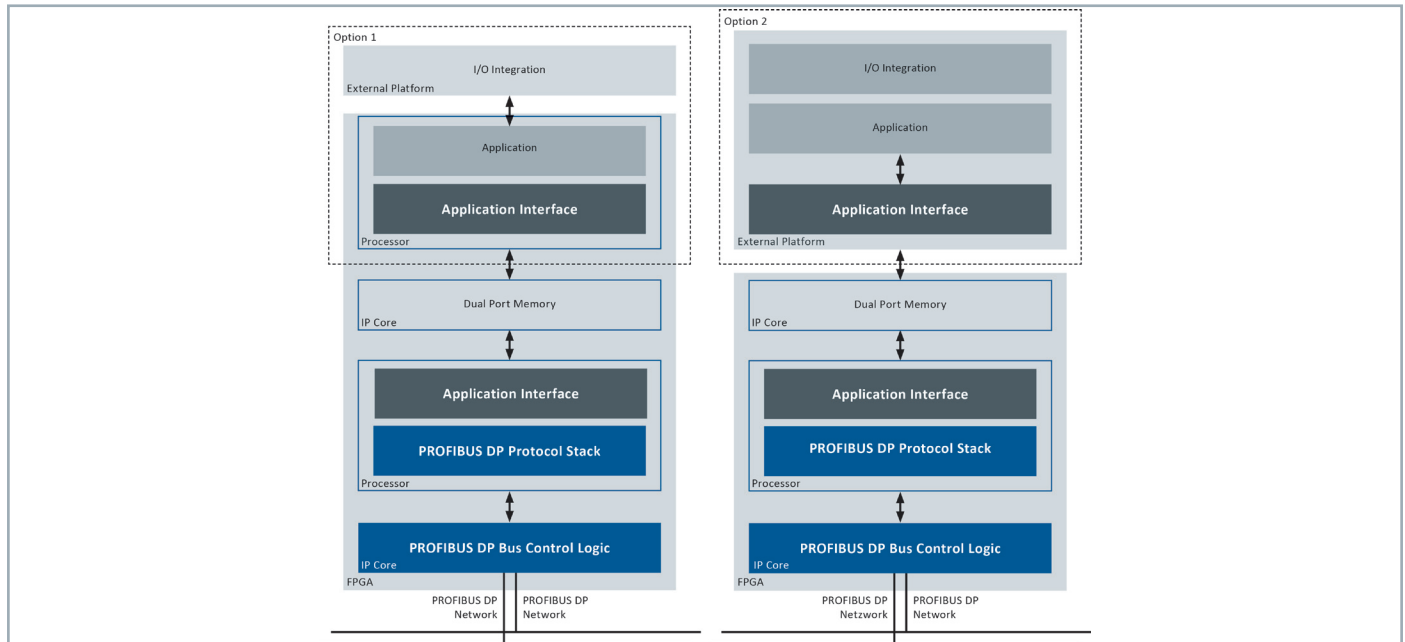 Option 1
I/O Integration
External Platform
Application
Application Interface
Processor
Dual Port Memory
IP Core
Application Interface
PROFIBUS DP Protocol Stack
Processor
PROFIBUS DP Bus Control Logic
IP Core
FPGA
PROFIBUS DP
Network
PROFIBUS DP
Network
Option 2
I/O Integration
Application
Application Interface
External Platform
Dual Port Memory
IP Core
Application Interface
PROFIBUS DP Protocol Stack
Processor
PROFIBUS DP Bus Control Logic
IP Core
FPGA
PROFIBUS DP
Netzwork
PROFIBUS DP
Network